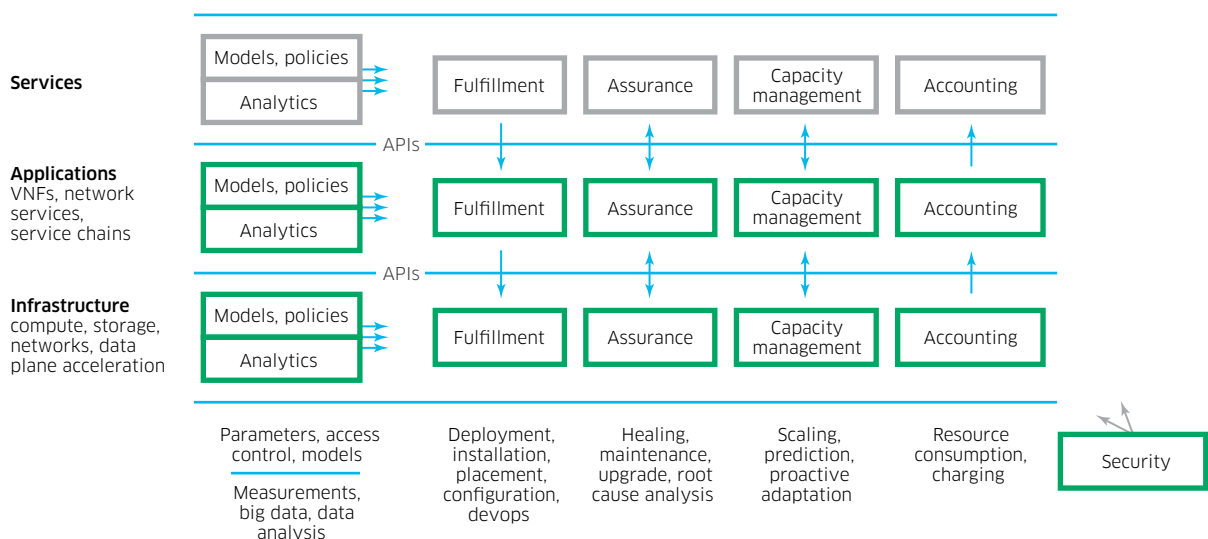 Services
Models, policies
Analytics
Fulfillment
Assurance
Capacity
management
Accounting
APIs
Applications
VNFs, network
services,
service chains
Models, policies
Analytics
Fulfillment
Assurance
Capacity
management
Accounting
APIs
Infrastructure
compute, storage,
networks, data
plane acceleration
Models, policies
Analytics
Fulfillment
Assurance
Capacity
management
Accounting
Parameters, access
control, models
Measurements,
big data, data
analysis
Deployment,
installation,
placement,
configuration,
devops
Healing,
maintenance,
upgrade, root
cause analysis
Scaling,
prediction,
proactive
adaptation
Resource
consumption,
charging
Security